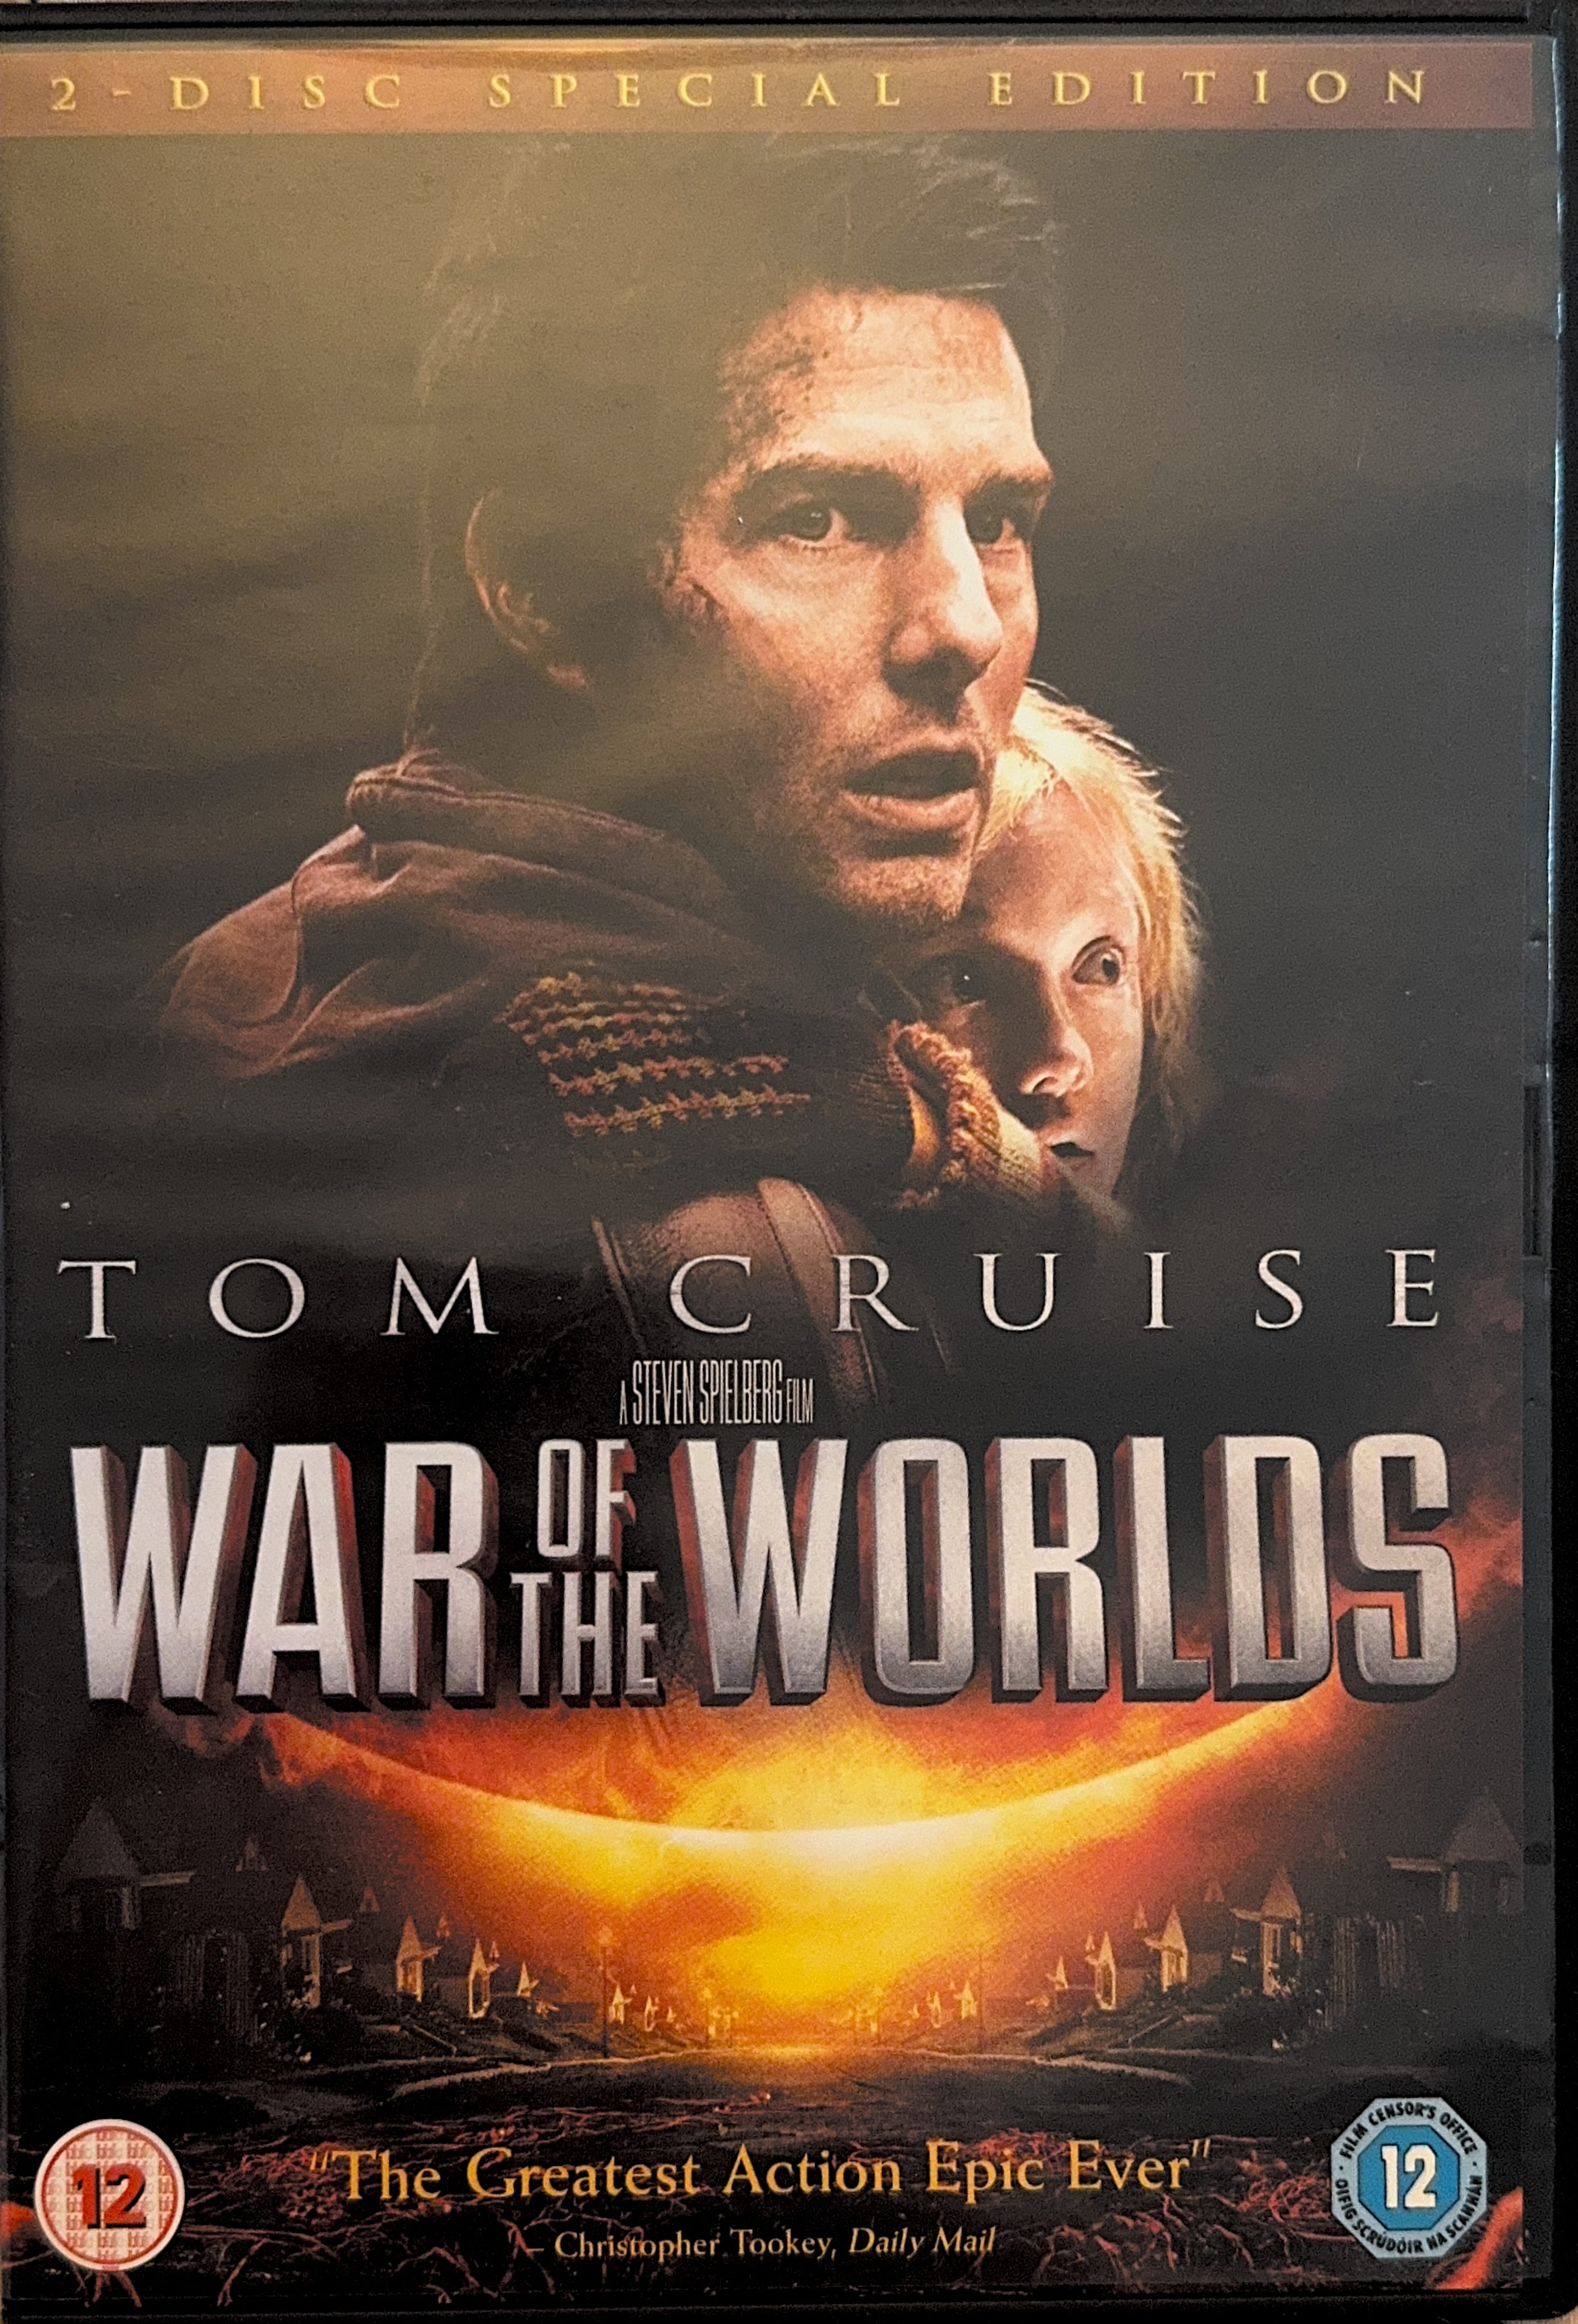 2-DISC SPECIAL EDITION
TOM CRUISE
A STEVEN SPIELBERG FILM
WAR OF THE WORLDS
"The Greatest Action Epic Ever"
– Christopher Tookey, Daily Mail
12
FILM CENSOR'S OFFICE
12
OIFIG SCRÚDÓIR NA SCANNÁN